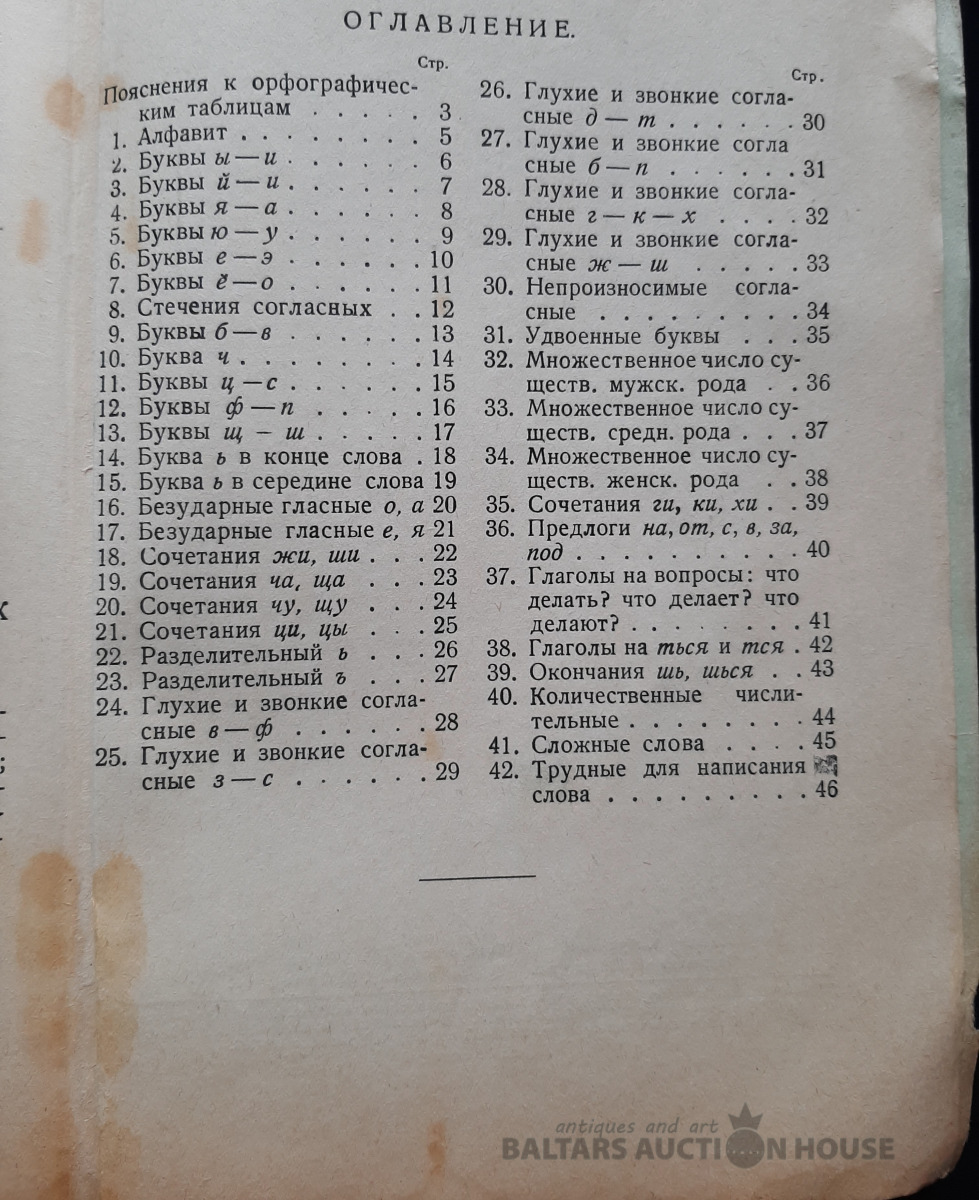 ОГЛАВЛЕНИЕ.
Стр.
Пояснения к орфографичес-
ким таблицам . . . . . 3
1. Алфавит . . . . . . . . 5
2. Буквы ы — и . . . . . . 6
3. Буквы й — и . . . . . . 7
4. Буквы я — а . . . . . . 8
5. Буквы ю — у . . . . . . 9
6. Буквы е — э . . . . . . 10
7. Буквы ё — о . . . . . . 11
8. Стечения согласных . . 12
9. Буквы б — в . . . . . . 13
10. Буква ч . . . . . . . . 14
11. Буквы ц — с . . . . . . 15
12. Буквы ф — п . . . . . 16
13. Буквы щ — ш . . . . . 17
14. Буква ь в конце слова . 18
15. Буква ь в середине слова 19
16. Безударные гласные о, а 20
17. Безударные гласные е, я 21
18. Сочетания жи, ши . . . 22
19. Сочетания ча, ща . . . 23
20. Сочетания чу, щу . . . 24
21. Сочетания ци, цы . . . 25
22. Разделительный ь . . . 26
23. Разделительный ъ . . . 27
24. Глухие и звонкие согла-
сные в — ф . . . . . . 28
25. Глухие и звонкие согла-
сные з — с . . . . . . 29
Стр.
26. Глухие и звонкие согла-
сные д — т . . . . . . 30
27. Глухие и звонкие согла
сные б — п . . . . . . 31
28. Глухие и звонкие согла-
сные г — к — х . . . . 32
29. Глухие и звонкие согла-
сные ж — ш . . . . . 33
30. Непроизносимые согла-
сные . . . . . . . . . 34
31. Удвоенные буквы . . . 35
32. Множественное число су-
ществ. мужск. рода . . 36
33. Множественное число су-
ществ. средн. рода . . . 37
34. Множественное число су-
ществ. женск. рода . . 38
35. Сочетания ги, ки, хи . . 39
36. Предлоги на, от, с, в, за,
под . . . . . . . . . . 40
37. Глаголы на вопросы: что
делать? что делает? что
делают? . . . . . . . . 41
38. Глаголы на ться и тся . 42
39. Окончания шь, шься . . 43
40. Количественные числи-
тельные . . . . . . . . 44
41. Сложные слова . . . . 45
42. Трудные для написания
слова . . . . . . . . . 46
antiques and art
BALTARS AUCTION HOUSE